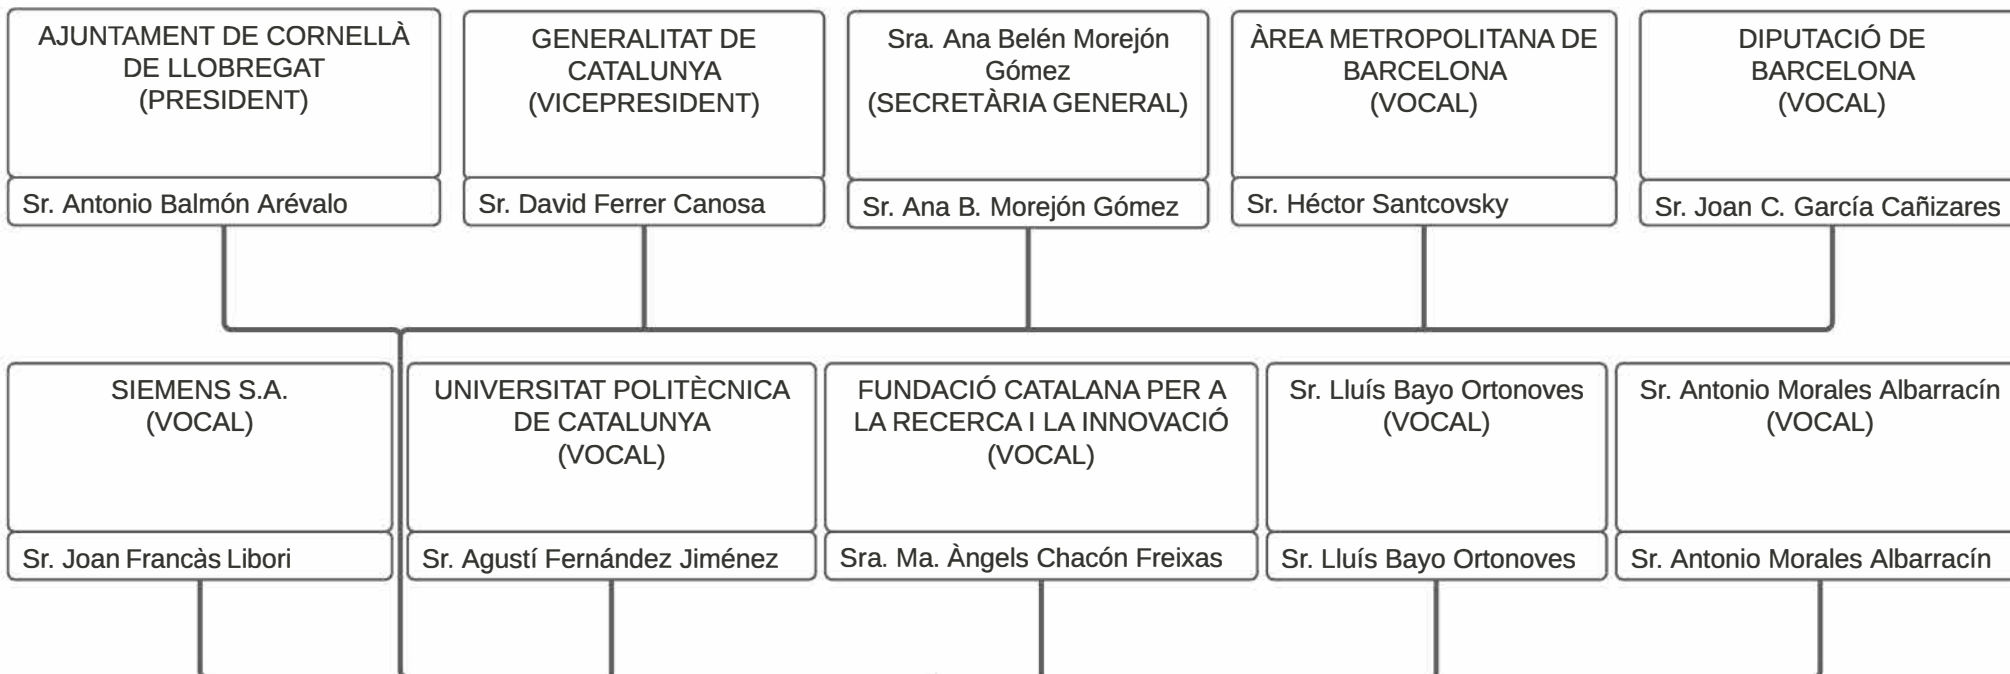 AJUNTAMENT DE CORNELLÀ
DE LLOBREGAT
(PRESIDENT)
Sr. Antonio Balmón Arévalo
GENERALITAT DE
CATALUNYA
(VICEPRESIDENT)
Sr. David Ferrer Canosa
Sra. Ana Belén Morejón
Gómez
(SECRETÀRIA GENERAL)
Sr. Ana B. Morejón Gómez
ÀREA METROPOLITANA DE
BARCELONA
(VOCAL)
Sr. Héctor Santcovsky
DIPUTACIÓ DE
BARCELONA
(VOCAL)
Sr. Joan C. García Cañizares
SIEMENS S.A.
(VOCAL)
Sr. Joan Francàs Libori
UNIVERSITAT POLITÈCNICA
DE CATALUNYA
(VOCAL)
Sr. Agustí Fernández Jiménez
FUNDACIÓ CATALANA PER A
LA RECERCA I LA INNOVACIÓ
(VOCAL)
Sra. Ma. Àngels Chacón Freixas
Sr. Lluís Bayo Ortonoves
(VOCAL)
Sr. Lluís Bayo Ortonoves
Sr. Antonio Morales Albarracín
(VOCAL)
Sr. Antonio Morales Albarracín